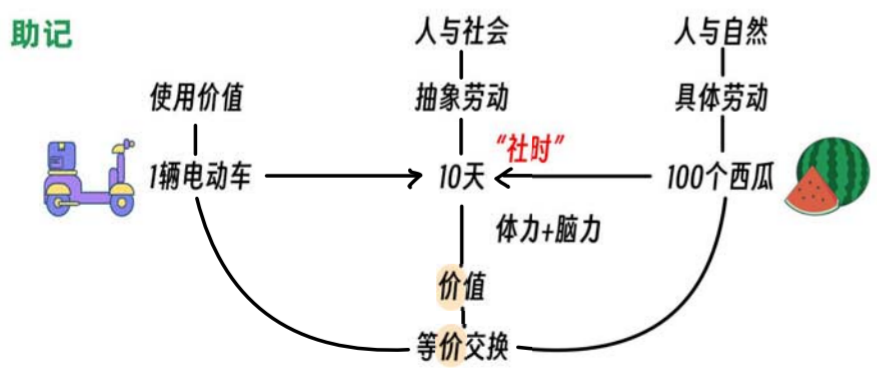 助记
人与社会
人与自然
使用价值
抽象劳动
具体劳动
“社时”
1辆电动车
10天
100个西瓜
体力+脑力
价值
等价交换